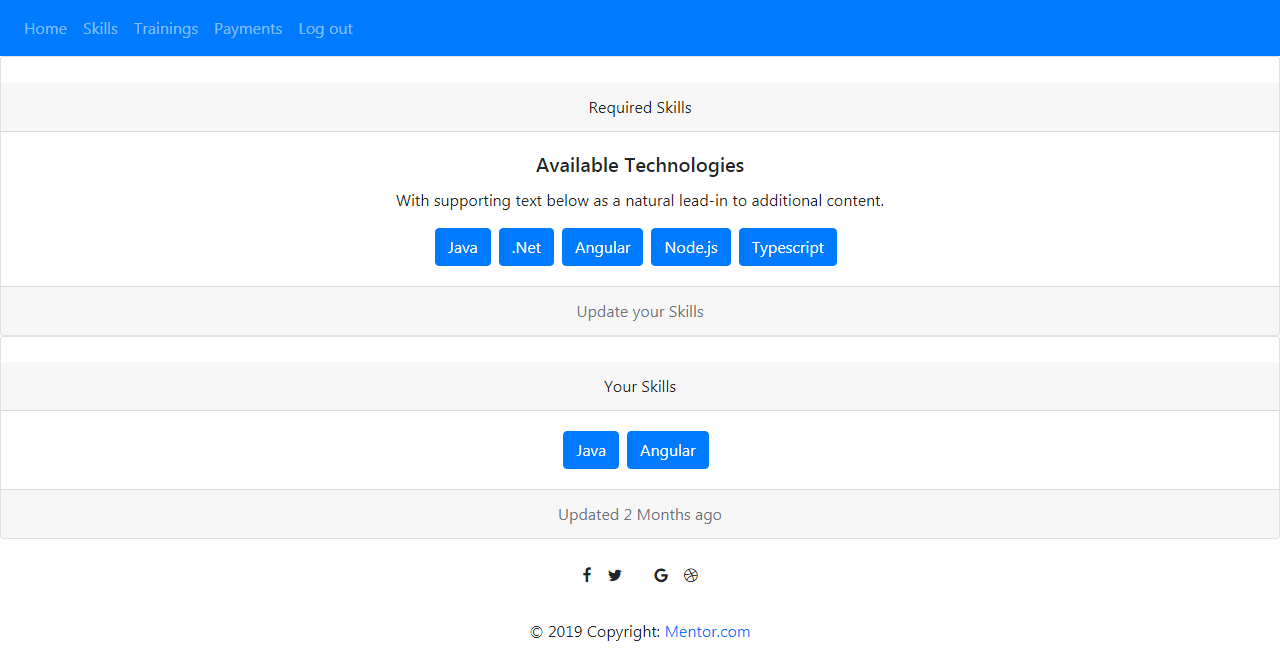 Home Skills Trainings Payments Log out
Required Skills
Available Technologies
With supporting text below as a natural lead-in to additional content.
Java .Net Angular Node.js Typescript
Update your Skills
Your Skills
Java Angular
Updated 2 Months ago
© 2019 Copyright: Mentor.com